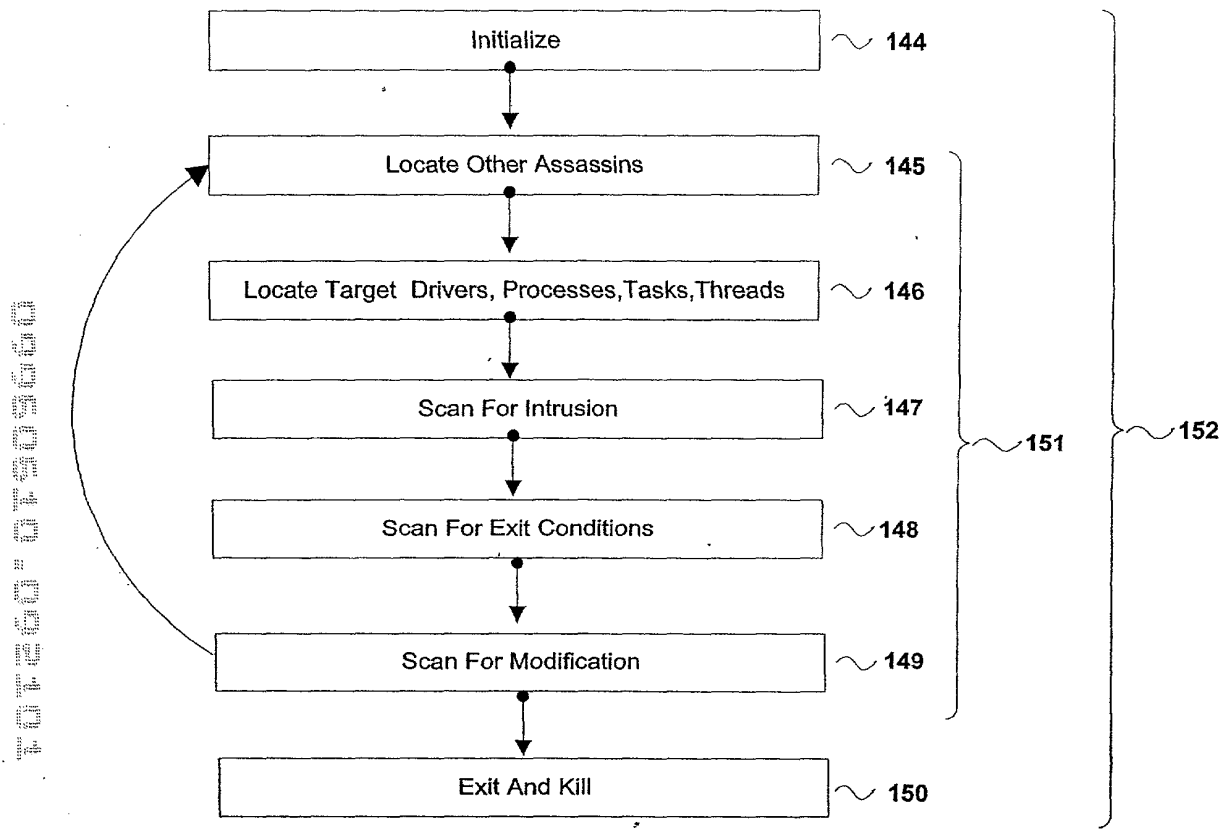 Initialize 144
Locate Other Assassins 145
Locate Target Drivers, Processes,Tasks,Threads 146
Scan For Intrusion 147
151
152
Scan For Exit Conditions 148
Scan For Modification 149
Exit And Kill 150